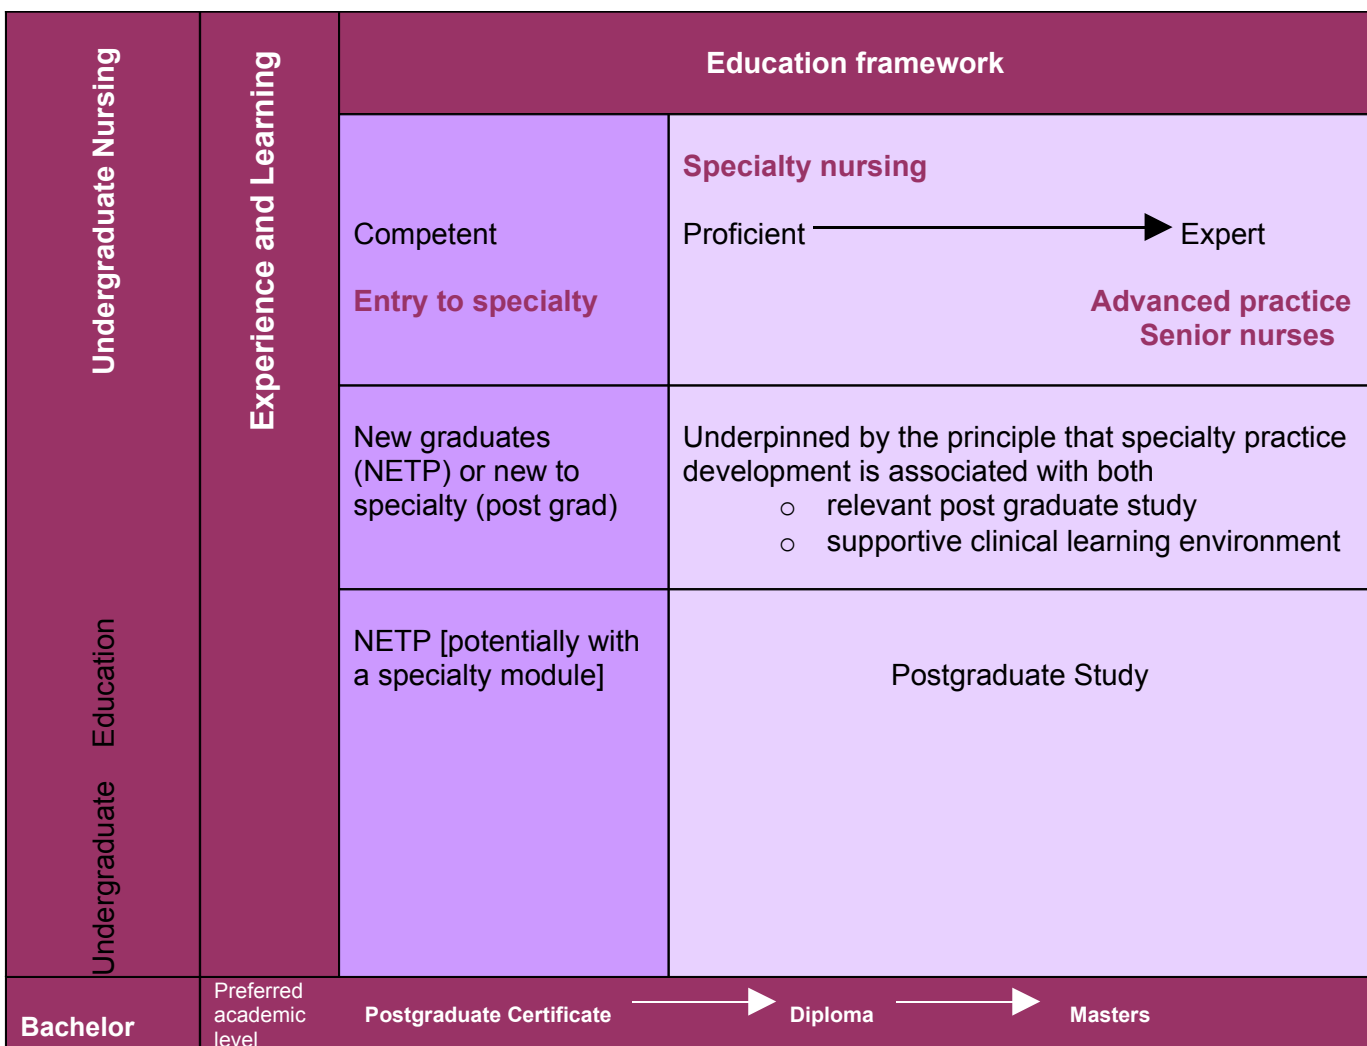 Undergraduate Nursing
Undergraduate Education
Experience and Learning
Education framework
Competent
Entry to specialty
Specialty nursing
Proficient
Expert
Advanced practice
Senior nurses
New graduates
(NETP) or new to
specialty (post grad)
Underpinned by the principle that specialty practice
development is associated with both
o relevant post graduate study
o supportive clinical learning environment
NETP [potentially with
a specialty module]
Postgraduate Study
Bachelor
Preferred
academic
level
Postgraduate Certificate
Diploma
Masters